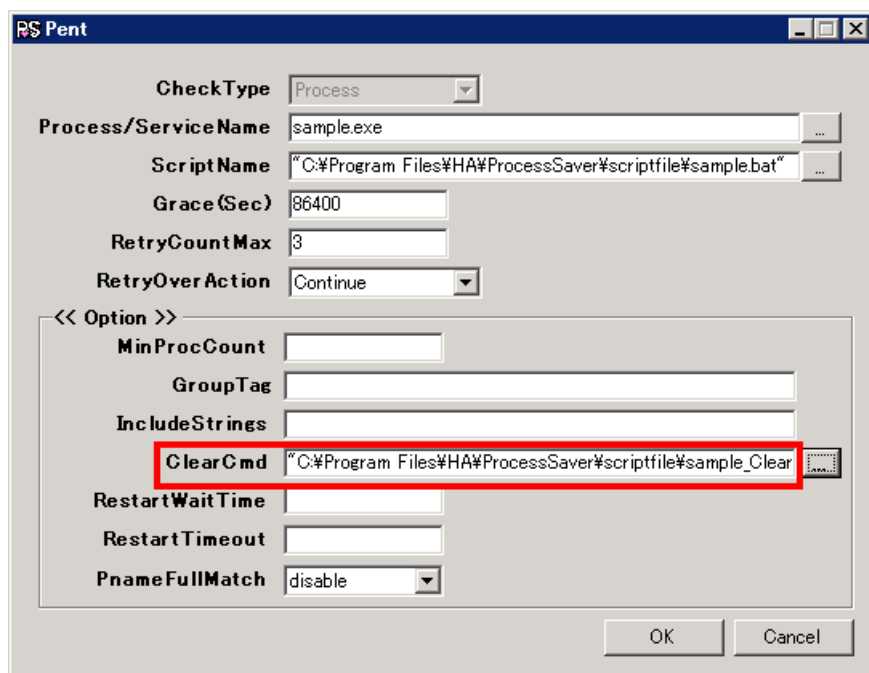 PS Pent
CheckType Process
Process/ServiceName sample.exe ...
ScriptName "C:¥Program Files¥HA¥ProcessSaver¥scriptfile¥sample.bat" ...
Grace(Sec) 86400
RetryCountMax 3
RetryOverAction Continue
<< Option >>
MinProcCount
GroupTag
IncludeStrings
ClearCmd "C:¥Program Files¥HA¥ProcessSaver¥scriptfile¥sample_Clear ...
RestartWaitTime
RestartTimeout
PnameFullMatch disable
OK Cancel